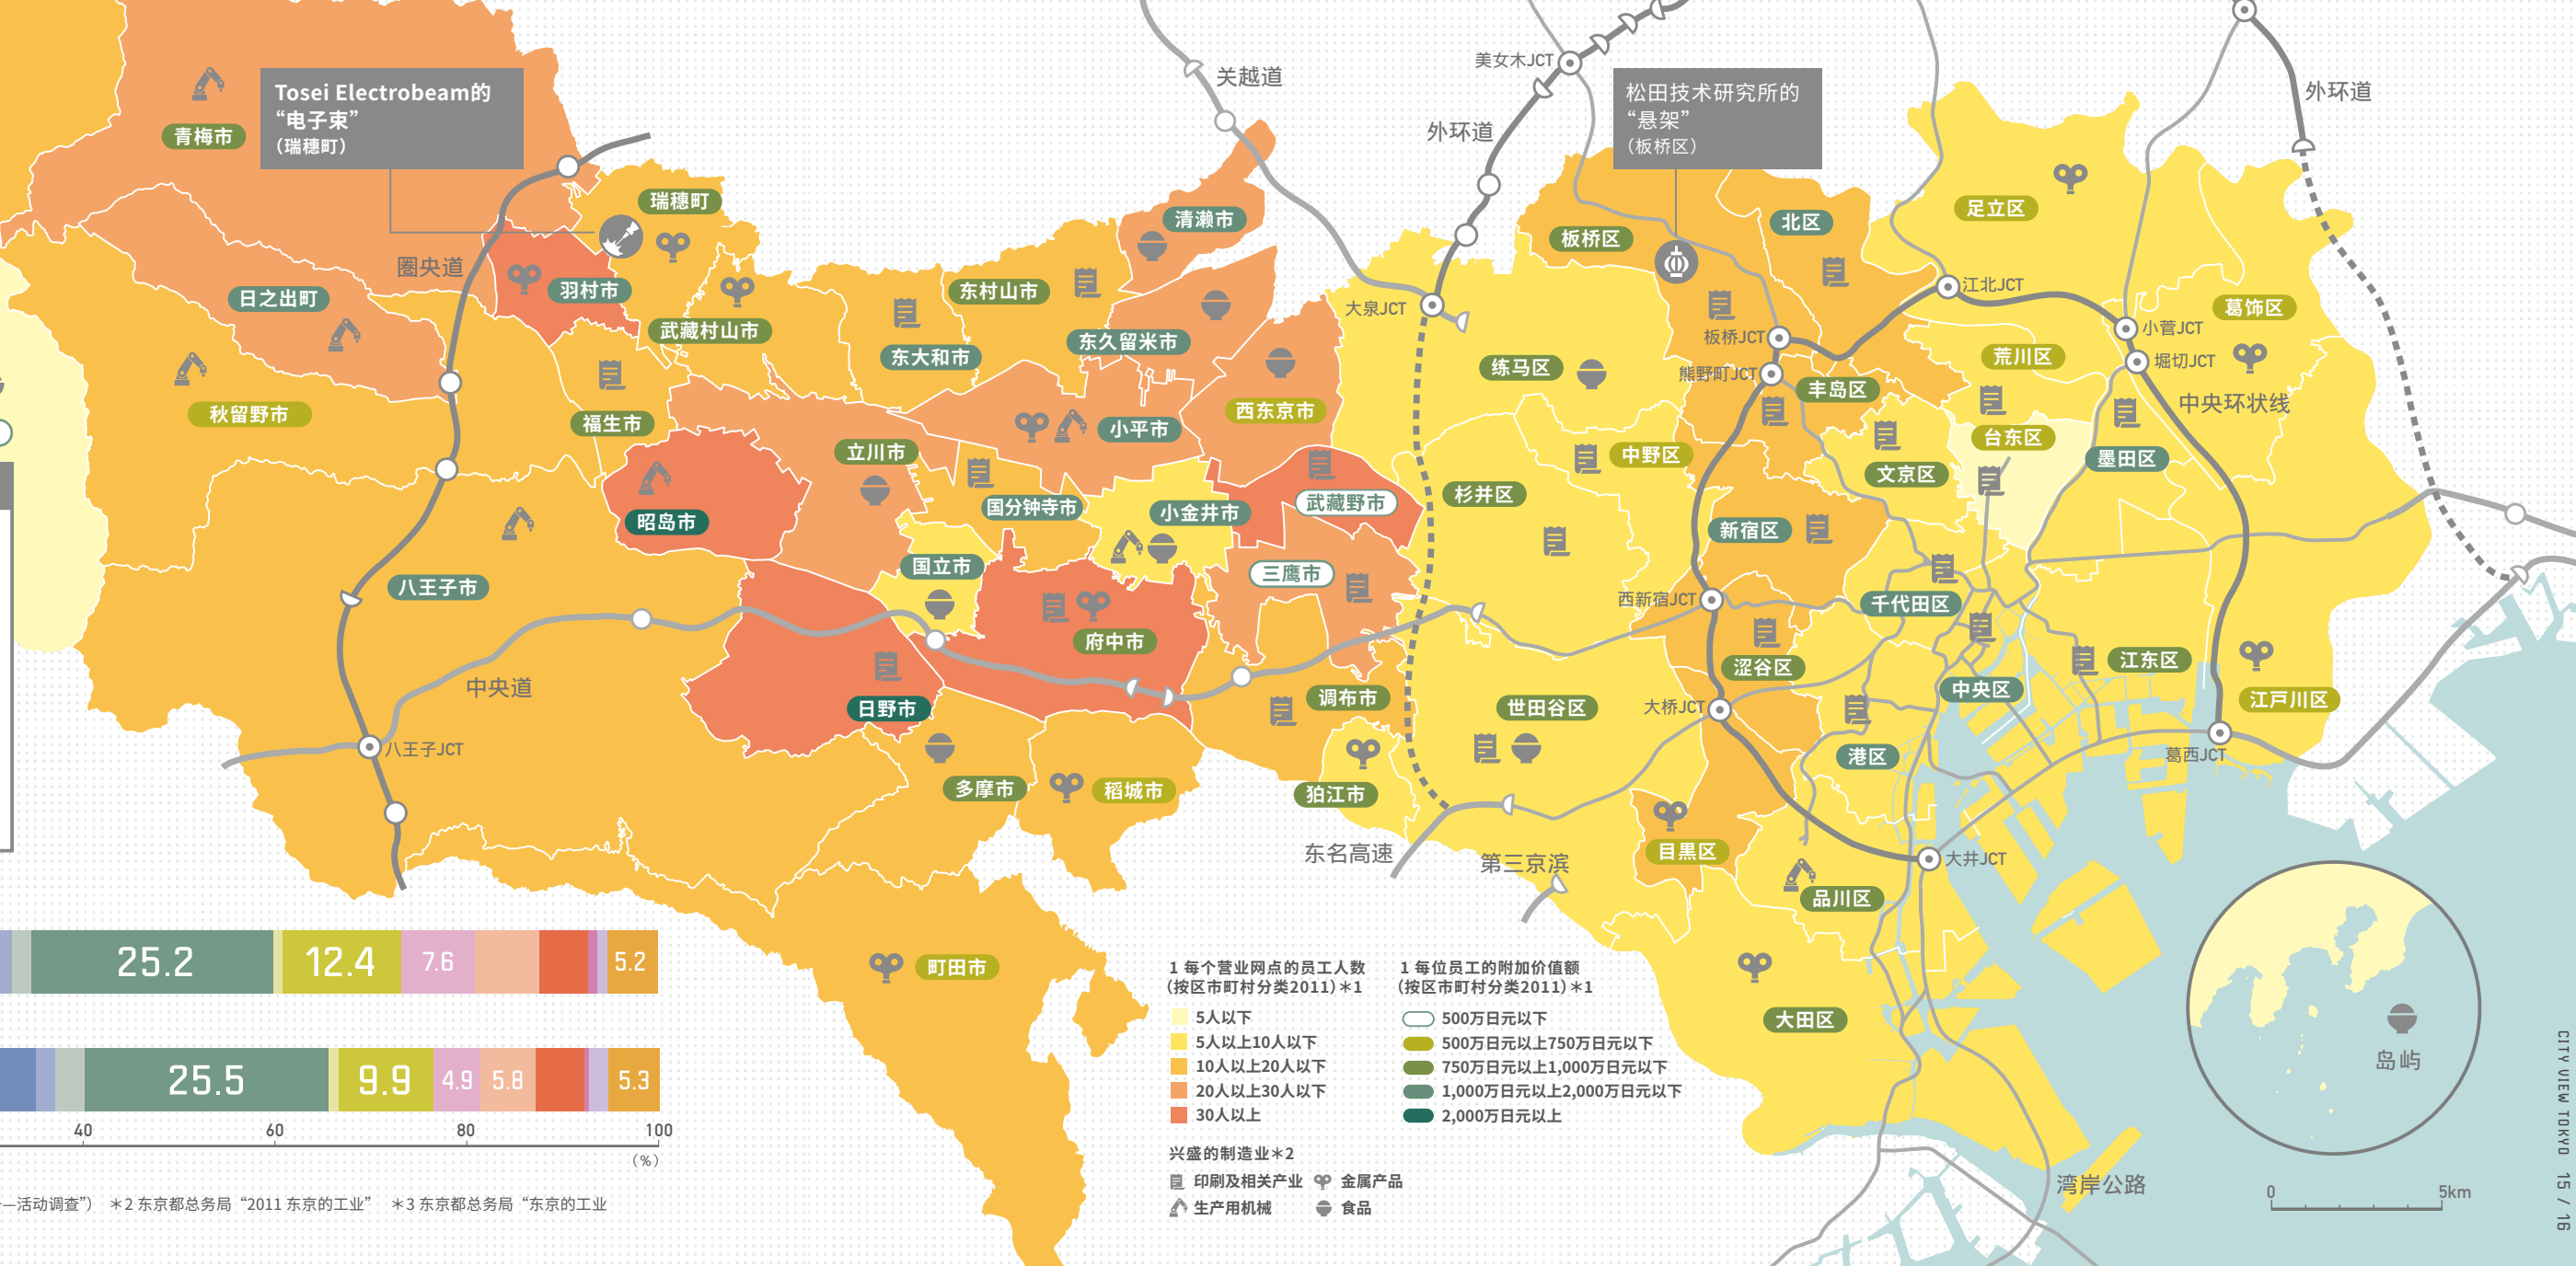 Tosei Electrobeam的
“电子束”
（瑞穗町）
松田技术研究所的
“悬架”
（板桥区）
关越道
美女木JCT
外环道
外环道
青梅市
瑞穗町
清濑市
足立区
北区
板桥区
圈央道
日之出町
羽村市
东村山市
武藏村山市
东大和市
东久留米市
大泉JCT
江北JCT
葛饰区
小菅JCT
板桥JCT
荒川区
堀切JCT
练马区
熊野町JCT
丰岛区
中央环状线
秋留野市
福生市
西东京市
小平市
立川市
中野区
台东区
文京区
墨田区
杉井区
武藏野市
国分钟寺市
小金井市
昭岛市
新宿区
国立市
三鹰市
八王子市
西新宿JCT
千代田区
府中市
涩谷区
江东区
中央道
中央区
调布市
江戸川区
日野市
世田谷区
大桥JCT
八王子JCT
港区
葛西JCT
多摩市
稻城市
狛江市
东名高速
第三京滨
目黒区
大井JCT
品川区
町田市
大田区
岛屿
湾岸公路
25.2
12.4
7.6
5.2
25.5
9.9
4.9
5.8
5.3
40
60
80
100
（%）
—活动调查”） ＊2 东京都总务局“2011 东京的工业” ＊3 东京都总务局“东京的工业
1 每个营业网点的员工人数
（按区市町村分类2011）＊1
5人以下
5人以上10人以下
10人以上20人以下
20人以上30人以下
30人以上
1 每位员工的附加价值额
（按区市町村分类2011）＊1
500万日元以下
500万日元以上750万日元以下
750万日元以上1,000万日元以下
1,000万日元以上2,000万日元以下
2,000万日元以上
兴盛的制造业＊2
印刷及相关产业
金属产品
生产用机械
食品
0
5km
CITY VIEW TOKYO 15 / 16